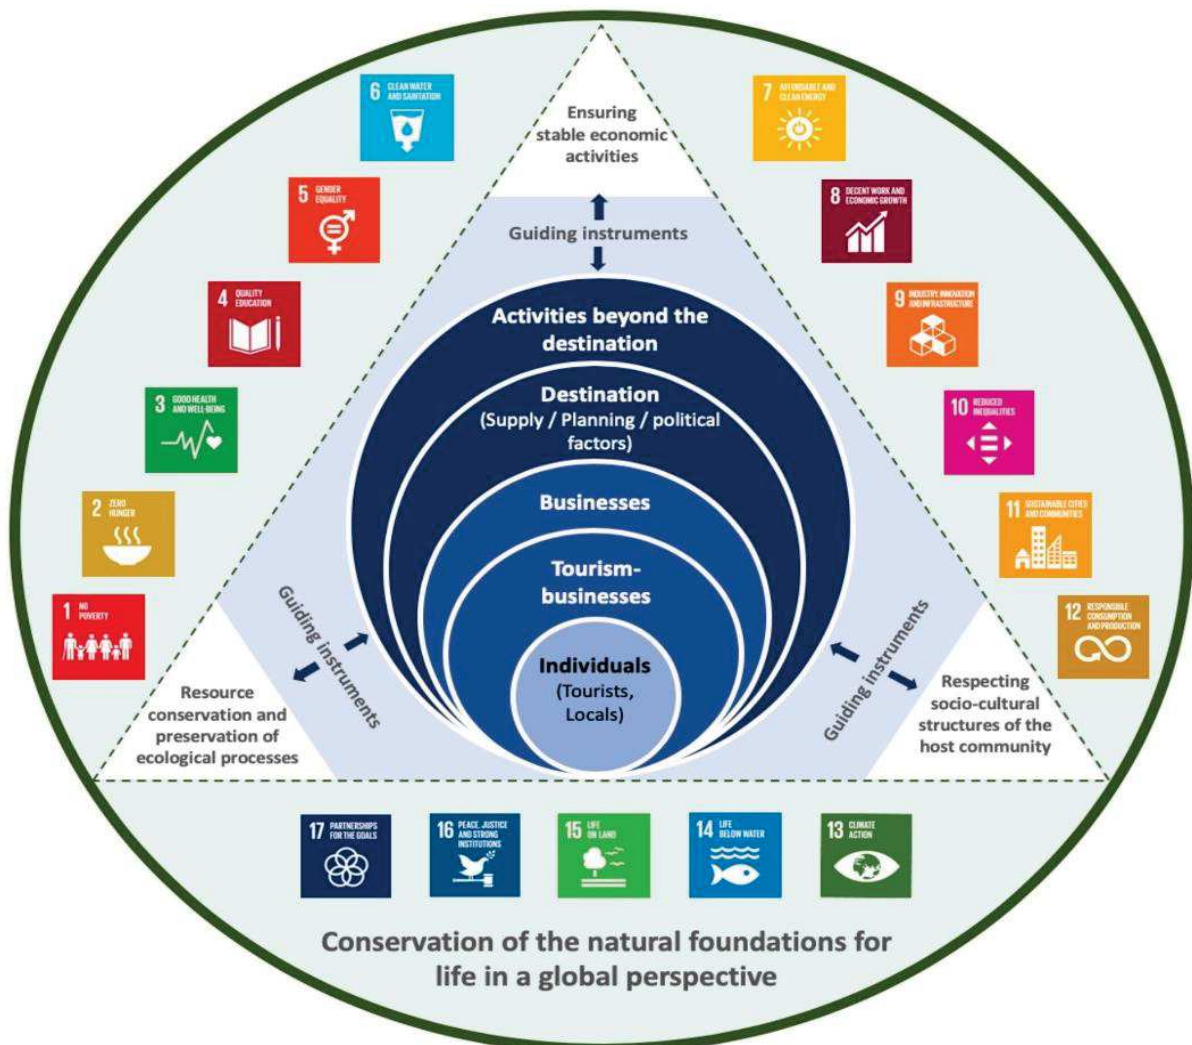 6 CLEAN WATER
AND SANITATION
7 AFFORDABLE AND
CLEAN ENERGY
Ensuring
stable economic
activities
5 GENDER
EQUALITY
8 DECENT WORK AND
ECONOMIC GROWTH
Guiding instruments
4 QUALITY
EDUCATION
9 INDUSTRY, INNOVATION
AND INFRASTRUCTURE
Activities beyond the
destination
3 GOOD HEALTH
AND WELL-BEING
Destination
(Supply / Planning / political
factors)
10 REDUCED
INEQUALITIES
2 ZERO
HUNGER
Businesses
11 SUSTAINABLE CITIES
AND COMMUNITIES
Tourism-
businesses
1 NO
POVERTY
Guiding instruments
Guiding instruments
12 RESPONSIBLE
CONSUMPTION
AND PRODUCTION
Individuals
(Tourists,
Locals)
Resource
conservation and
preservation of
ecological processes
Respecting
socio-cultural
structures of the
host community
17 PARTNERSHIPS
FOR THE GOALS
16 PEACE, JUSTICE
AND STRONG
INSTITUTIONS
15 LIFE
ON LAND
14 LIFE
BELOW WATER
13 CLIMATE
ACTION
Conservation of the natural foundations for
life in a global perspective